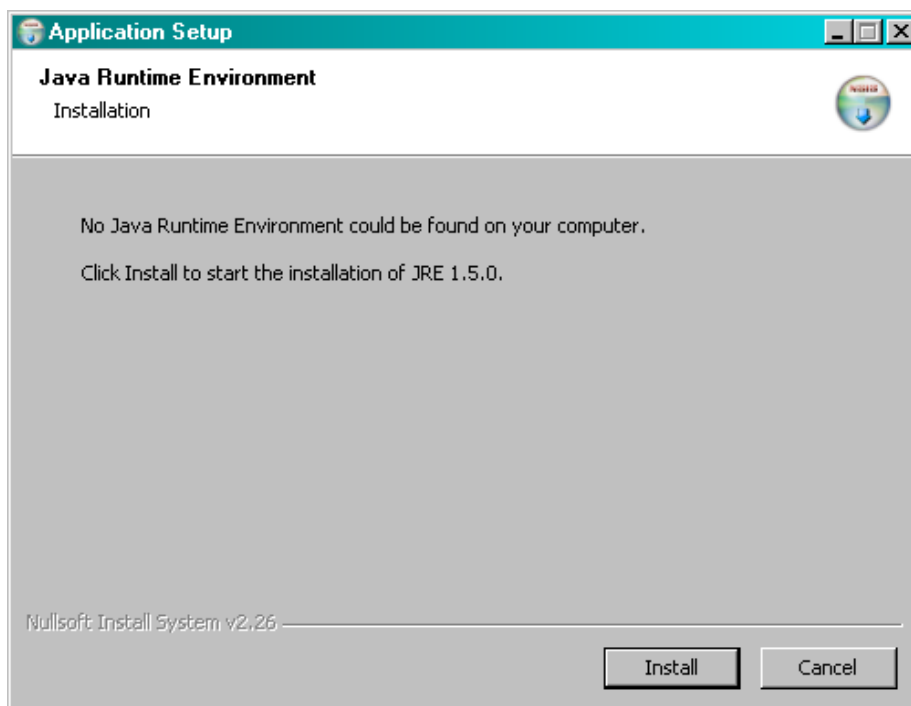 Application Setup
Java Runtime Environment
Installation
No Java Runtime Environment could be found on your computer.
Click Install to start the installation of JRE 1.5.0.
Nullsoft Install System v2.26
Install
Cancel